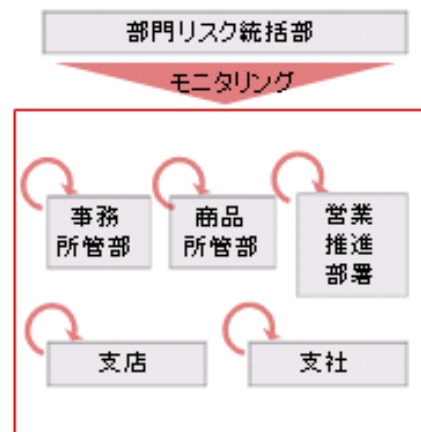 部門リスク統括部
モニタリング
事務
所管部
商品
所管部
営業
推進
部署
支店
支社